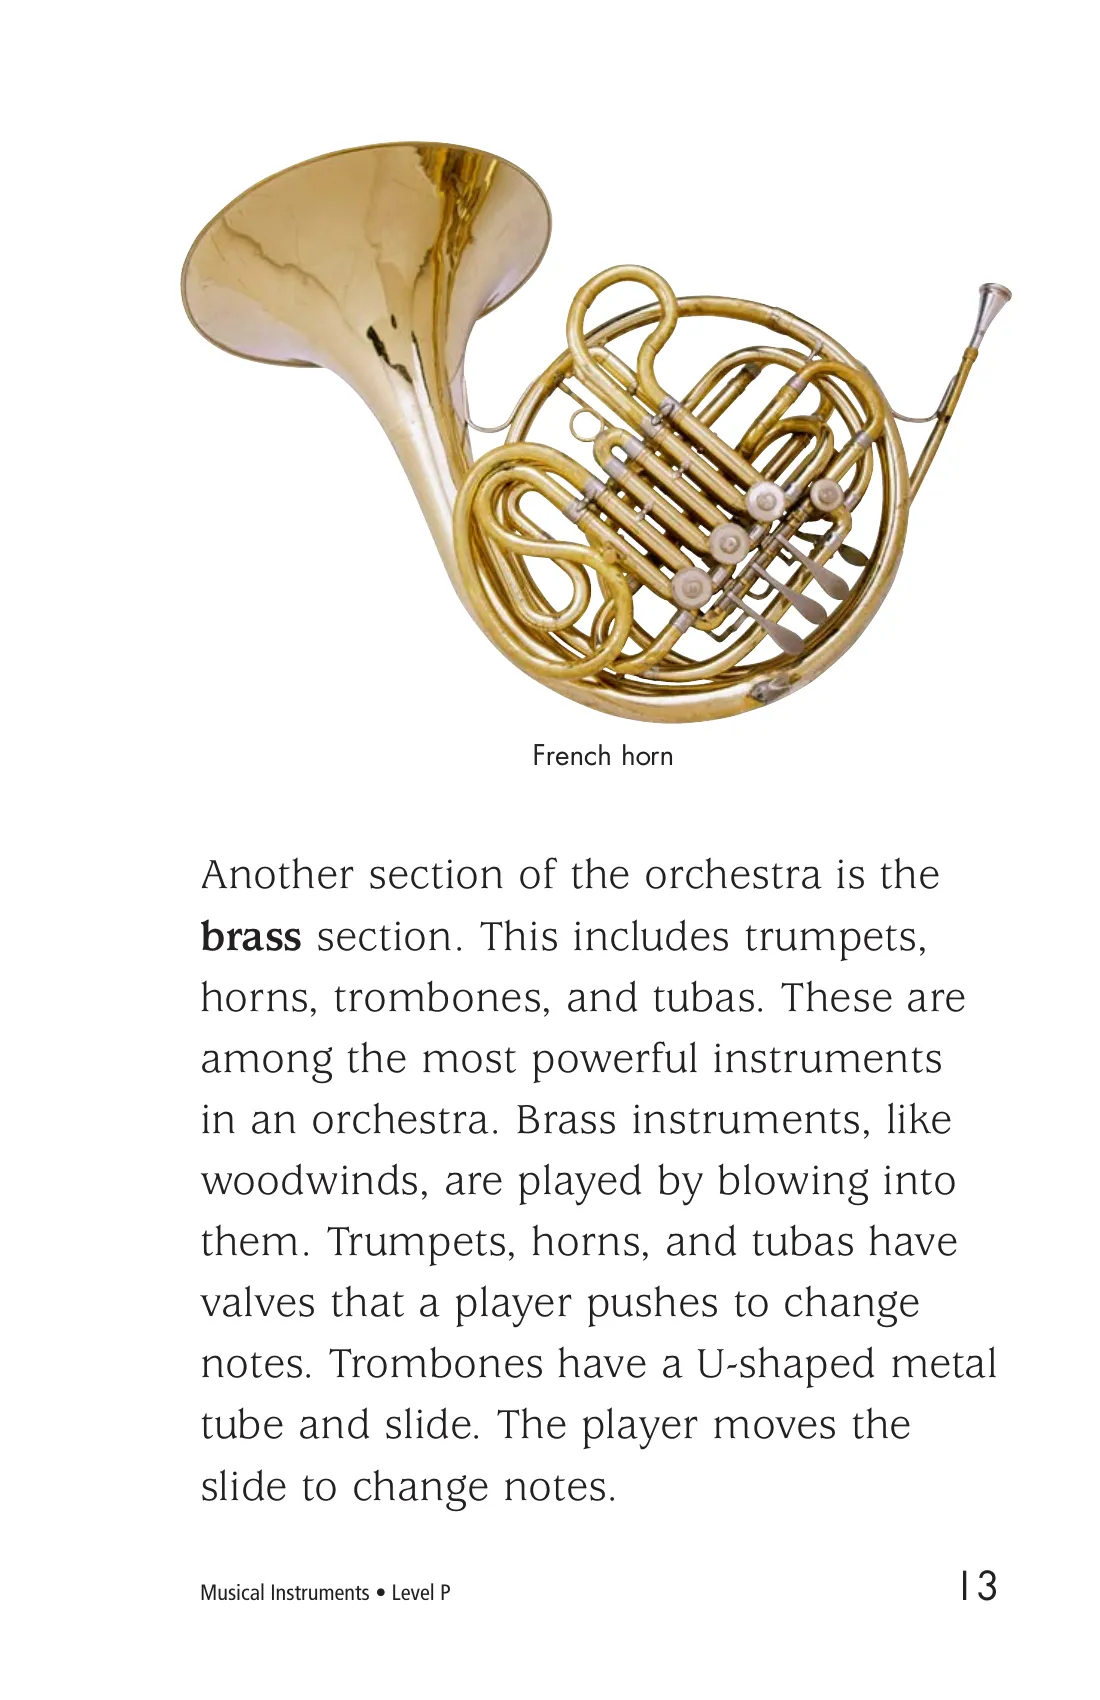 French horn
Another section of the orchestra is the
brass section. This includes trumpets,
horns, trombones, and tubas. These are
among the most powerful instruments
in an orchestra. Brass instruments, like
woodwinds, are played by blowing into
them. Trumpets, horns, and tubas have
valves that a player pushes to change
notes. Trombones have a U-shaped metal
tube and slide. The player moves the
slide to change notes.
Musical Instruments • Level P
13